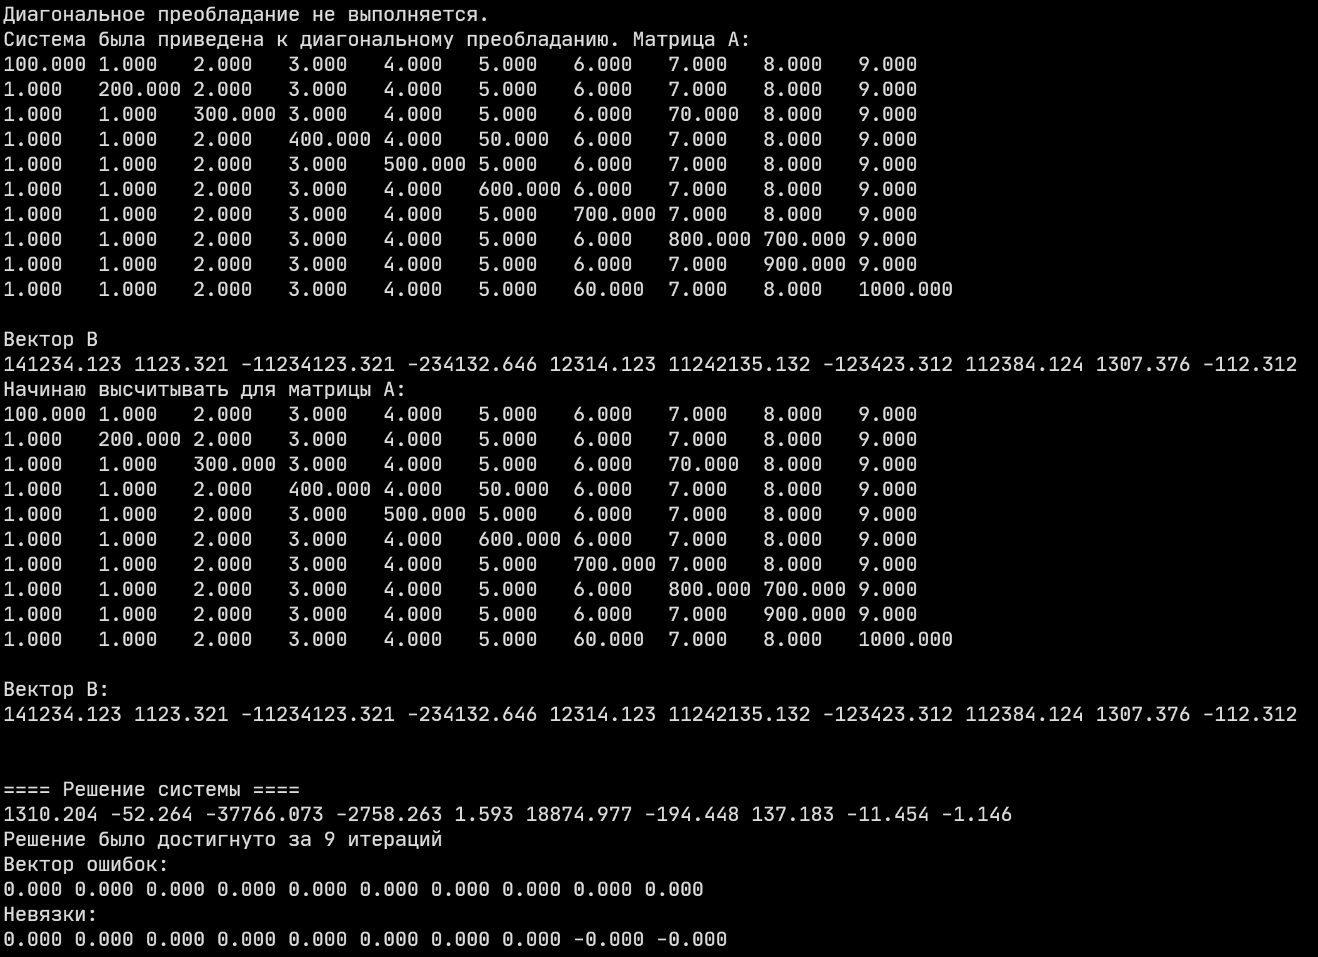 Диагональное преобладание не выполняется.
Система была приведена к диагональному преобладанию. Матрица A:
100.000 1.000 2.000 3.000 4.000 5.000 6.000 7.000 8.000 9.000
1.000 200.000 2.000 3.000 4.000 5.000 6.000 7.000 8.000 9.000
1.000 1.000 300.000 3.000 4.000 5.000 6.000 70.000 8.000 9.000
1.000 1.000 2.000 400.000 4.000 50.000 6.000 7.000 8.000 9.000
1.000 1.000 2.000 3.000 500.000 5.000 6.000 7.000 8.000 9.000
1.000 1.000 2.000 3.000 4.000 600.000 6.000 7.000 8.000 9.000
1.000 1.000 2.000 3.000 4.000 5.000 700.000 7.000 8.000 9.000
1.000 1.000 2.000 3.000 4.000 5.000 6.000 800.000 700.000 9.000
1.000 1.000 2.000 3.000 4.000 5.000 6.000 7.000 900.000 9.000
1.000 1.000 2.000 3.000 4.000 5.000 60.000 7.000 8.000 1000.000
Вектор B
141234.123 1123.321 -11234123.321 -234132.646 12314.123 11242135.132 -123423.312 112384.124 1307.376 -112.312
Начинаю высчитывать для матрицы A:
100.000 1.000 2.000 3.000 4.000 5.000 6.000 7.000 8.000 9.000
1.000 200.000 2.000 3.000 4.000 5.000 6.000 7.000 8.000 9.000
1.000 1.000 300.000 3.000 4.000 5.000 6.000 70.000 8.000 9.000
1.000 1.000 2.000 400.000 4.000 50.000 6.000 7.000 8.000 9.000
1.000 1.000 2.000 3.000 500.000 5.000 6.000 7.000 8.000 9.000
1.000 1.000 2.000 3.000 4.000 600.000 6.000 7.000 8.000 9.000
1.000 1.000 2.000 3.000 4.000 5.000 700.000 7.000 8.000 9.000
1.000 1.000 2.000 3.000 4.000 5.000 6.000 800.000 700.000 9.000
1.000 1.000 2.000 3.000 4.000 5.000 6.000 7.000 900.000 9.000
1.000 1.000 2.000 3.000 4.000 5.000 60.000 7.000 8.000 1000.000
Вектор B:
141234.123 1123.321 -11234123.321 -234132.646 12314.123 11242135.132 -123423.312 112384.124 1307.376 -112.312
==== Решение системы ====
1310.204 -52.264 -37766.073 -2758.263 1.593 18874.977 -194.448 137.183 -11.454 -1.146
Решение было достигнуто за 9 итераций
Вектор ошибок:
0.000 0.000 0.000 0.000 0.000 0.000 0.000 0.000 0.000 0.000
Невязки:
0.000 0.000 0.000 0.000 0.000 0.000 0.000 0.000 -0.000 -0.000